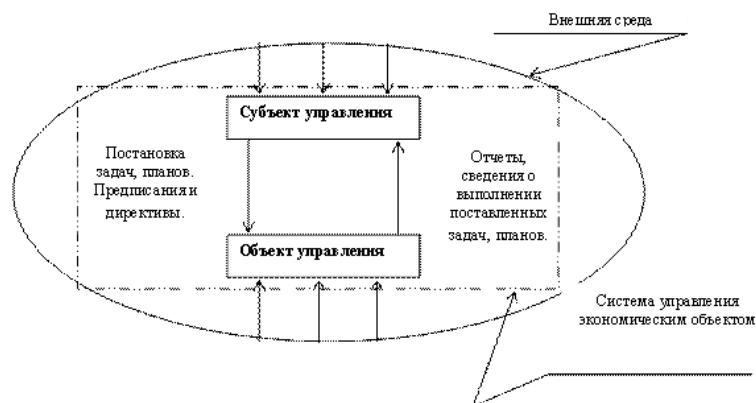 Внешняя среда
Субъект управления
Постановка
задач, планов.
Предписания и
директивы.
Отчеты,
сведения о
выполнении
поставленных
задач, планов.
Объект управления
Система управления
экономическим объектом